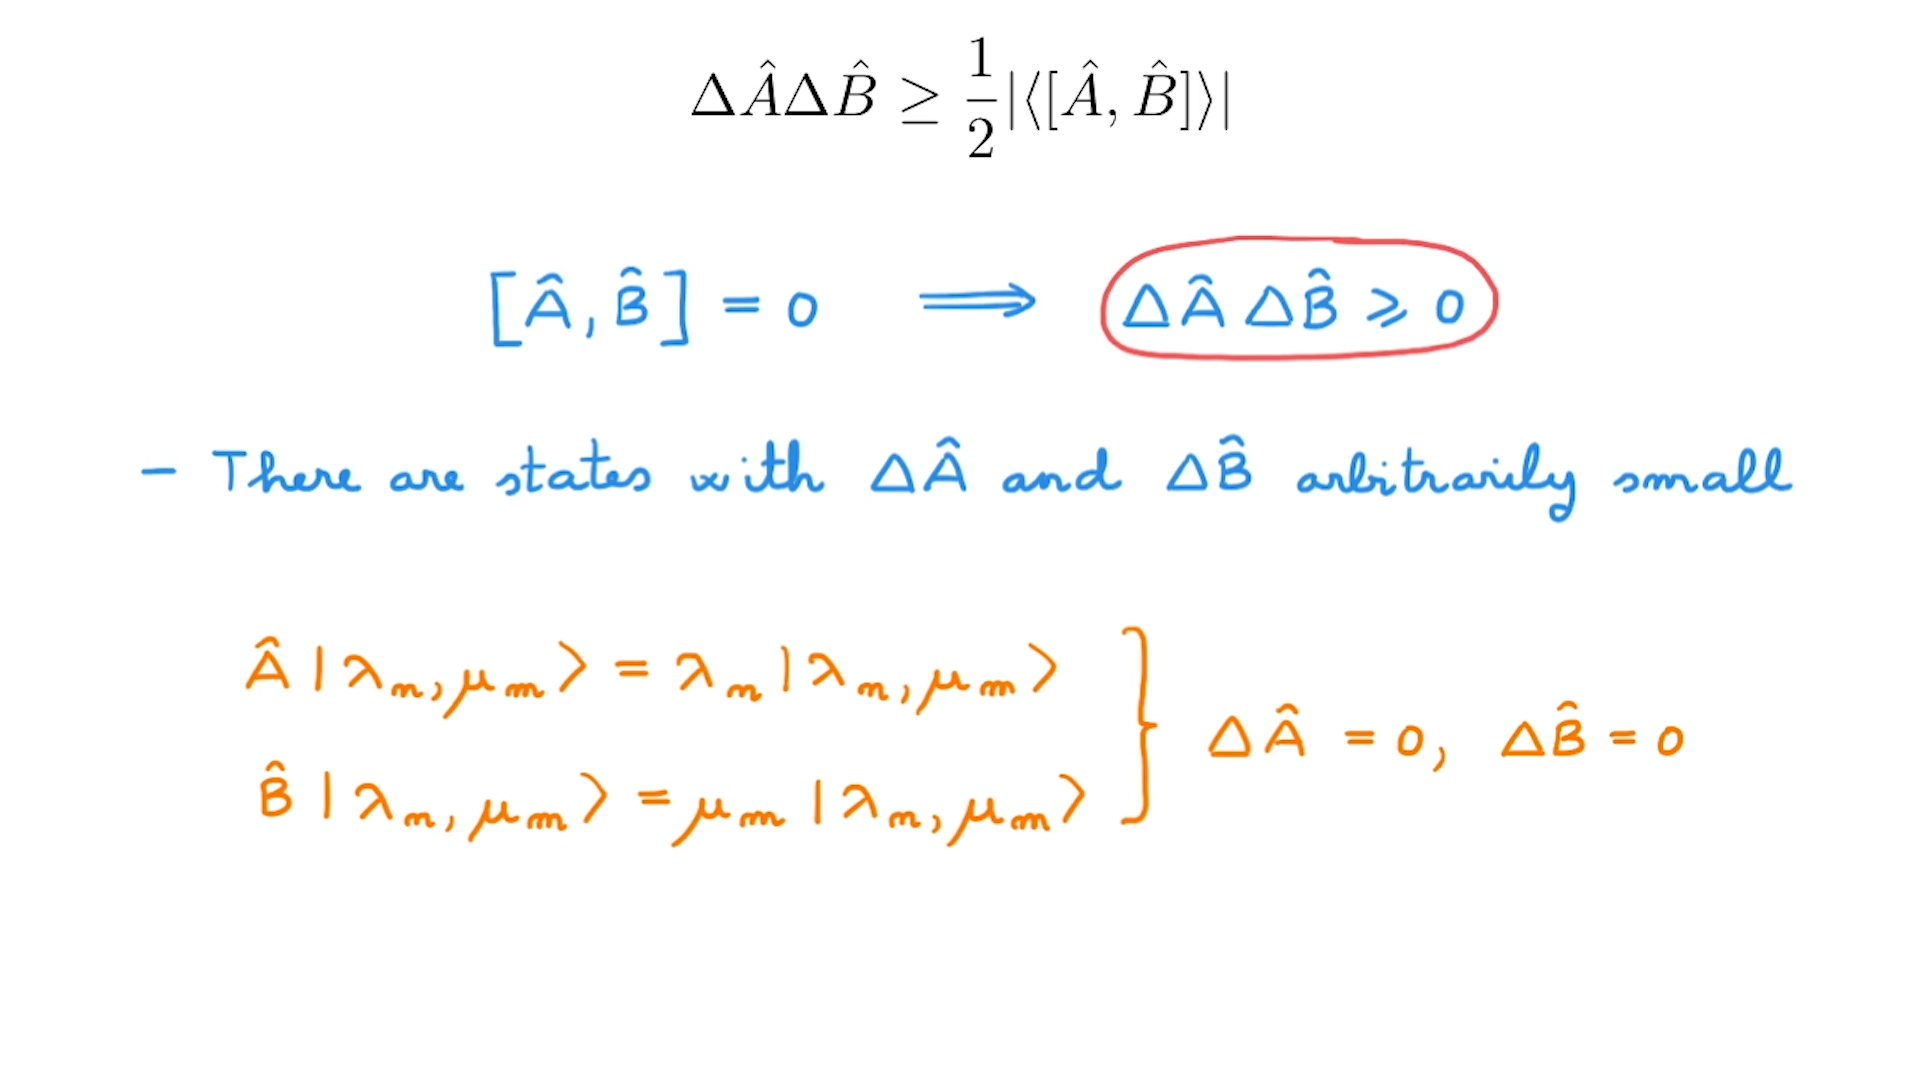 ΔÂΔB̂ ≥ 1/2 |⟨[Â, B̂]⟩|
[Â, B̂] = 0 ⟹ ΔÂ ΔB̂ ⩾ 0
- There are states with ΔÂ and ΔB̂ arbitrarily small
Â |λₙ, μₘ⟩ = λₙ |λₙ, μₘ⟩
B̂ |λₙ, μₘ⟩ = μₘ |λₙ, μₘ⟩
} ΔÂ = 0, ΔB̂ = 0